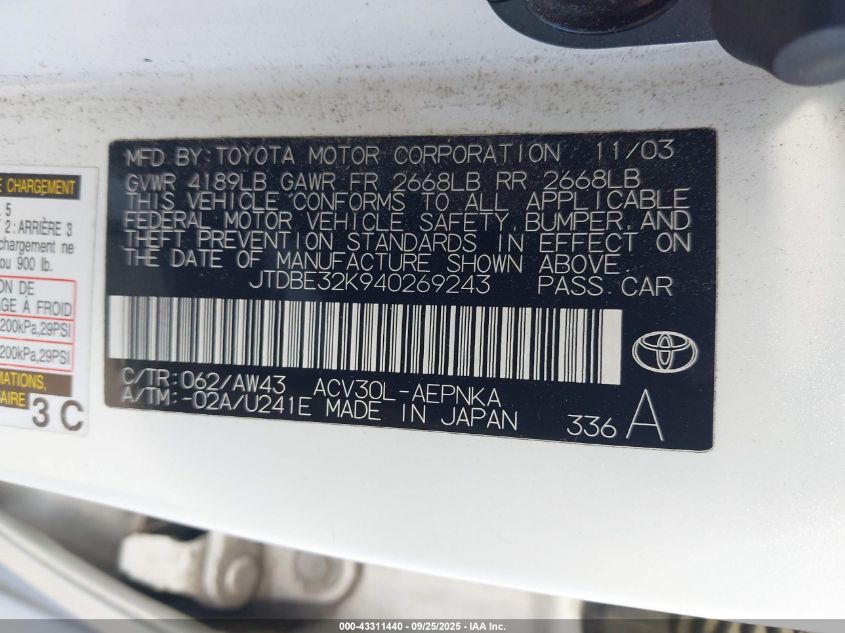 MFD. BY: TOYOTA MOTOR CORPORATION 11/03
GVWR 4189LB GAWR FR 2668LB RR 2668LB
THIS VEHICLE CONFORMS TO ALL APPLICABLE
FEDERAL MOTOR VEHICLE SAFETY, BUMPER, AND
THEFT PREVENTION STANDARDS IN EFFECT ON
THE DATE OF MANUFACTURE SHOWN ABOVE.
JTDBE32K940269243 PASS. CAR
C/TR: 062/AW43 ACV30L-AEPNKA
A/TM: -02A/U241E MADE IN JAPAN
336 A
E CHARGEMENT
5
2: ARRIÈRE 3
chargement ne
ou 900 lb.
ION DE
AGE À FROID
200kPa,29PSI
200kPa,29PSI
MATIONS,
AIRE
3 C
000-43311440 - 09/25/2025 - IAA Inc.